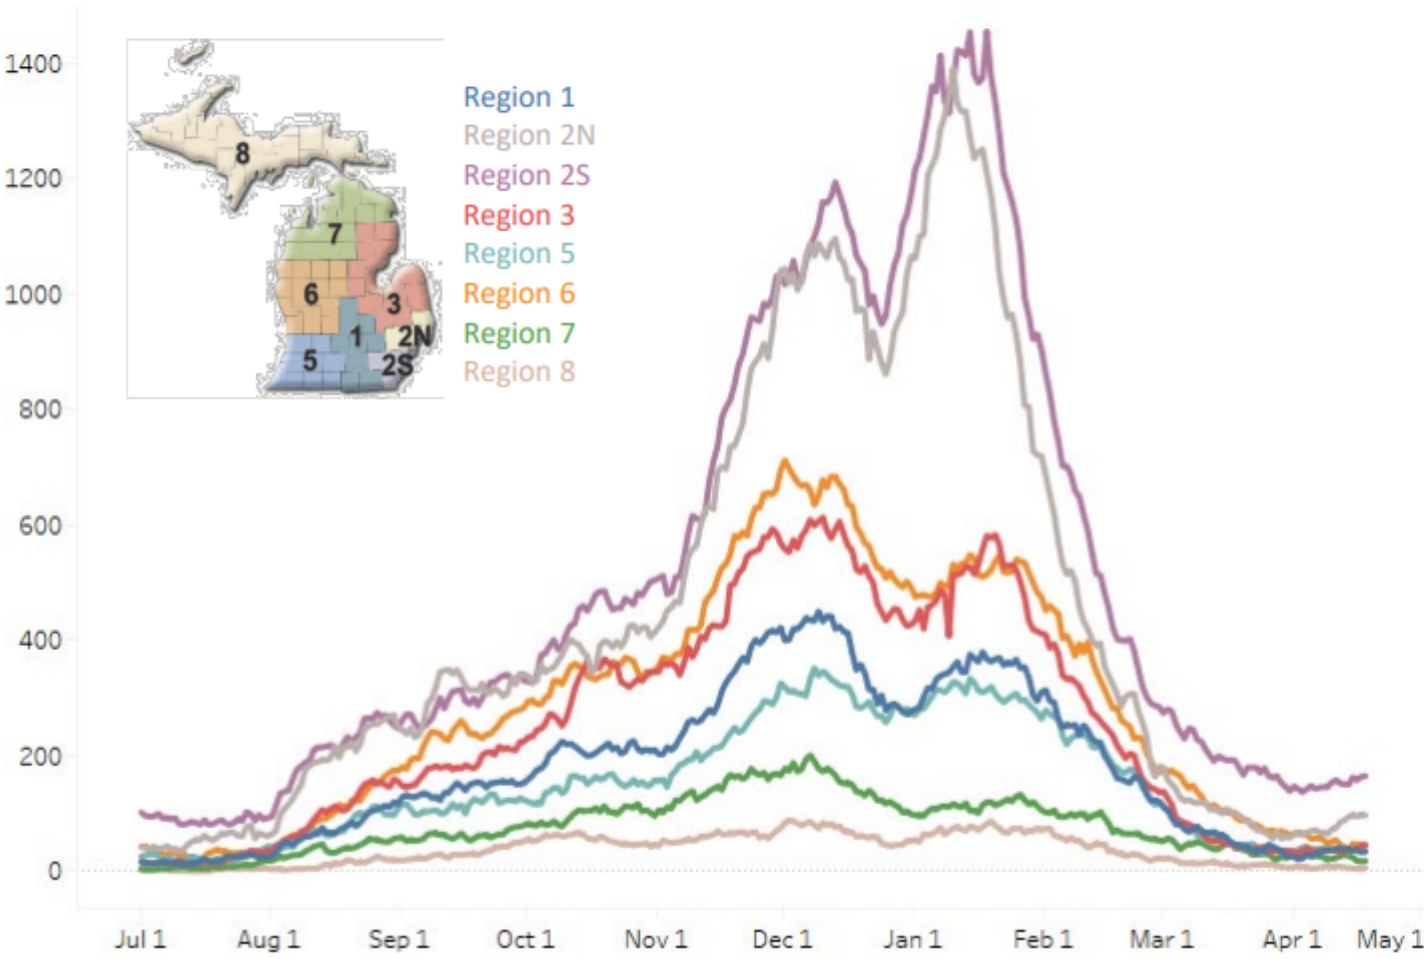 1400
1200
1000
800
600
400
200
0
8
7
6
3
1
2N
5
2S
Region 1
Region 2N
Region 2S
Region 3
Region 5
Region 6
Region 7
Region 8
Jul 1 Aug 1 Sep 1 Oct 1 Nov 1 Dec 1 Jan 1 Feb 1 Mar 1 Apr 1 May 1